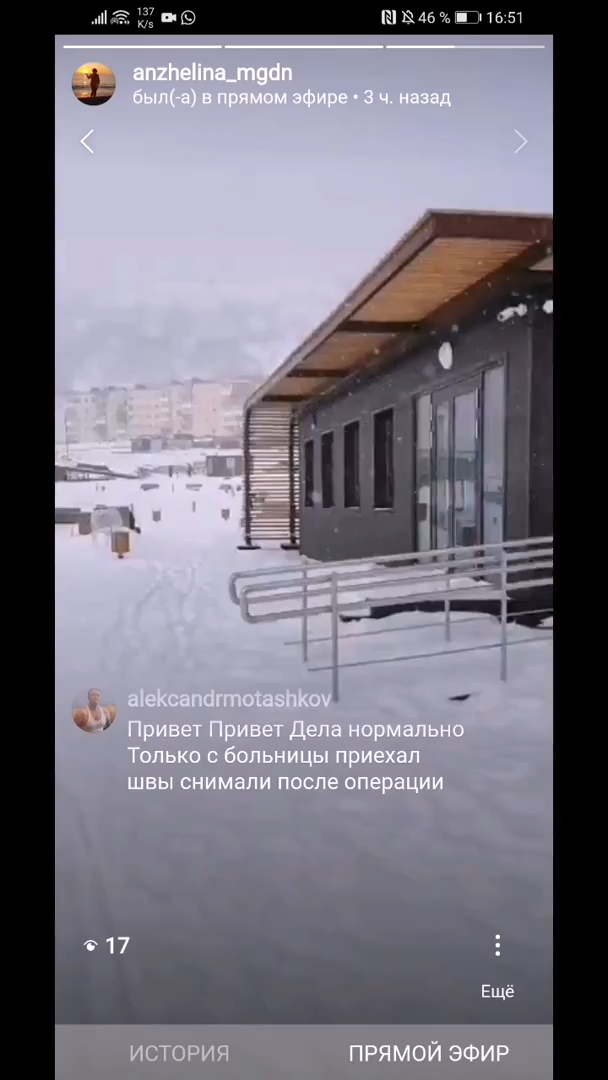 137
K/s
46 %
16:51
anzhelina_mgdn
был(-а) в прямом эфире • 3 ч. назад
alekcandrmotashkov
Привет Привет Дела нормально
Только с больницы приехал
швы снимали после операции
17
Ещё
ИСТОРИЯ
ПРЯМОЙ ЭФИР